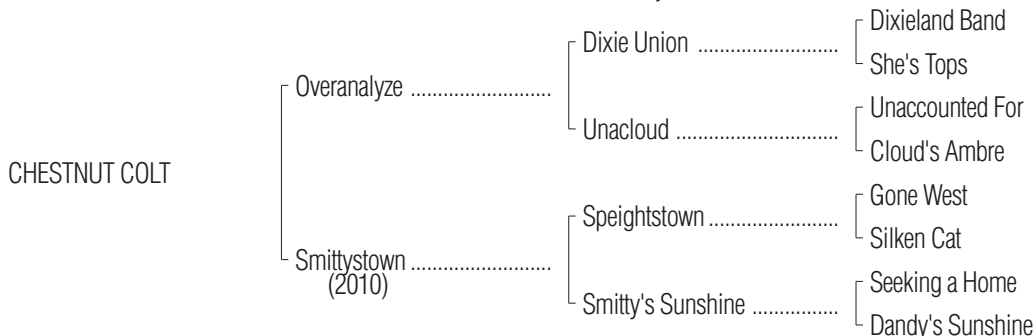 Dixieland Band
Dixie Union ............................
She's Tops
Overanalyze ............................
Unaccounted For
Unacloud ................................
Cloud's Ambre
CHESTNUT COLT
Gone West
Speightstown ..........................
Silken Cat
Smittystown ............................
(2010)
Seeking a Home
Smitty's Sunshine .................
Dandy's Sunshine